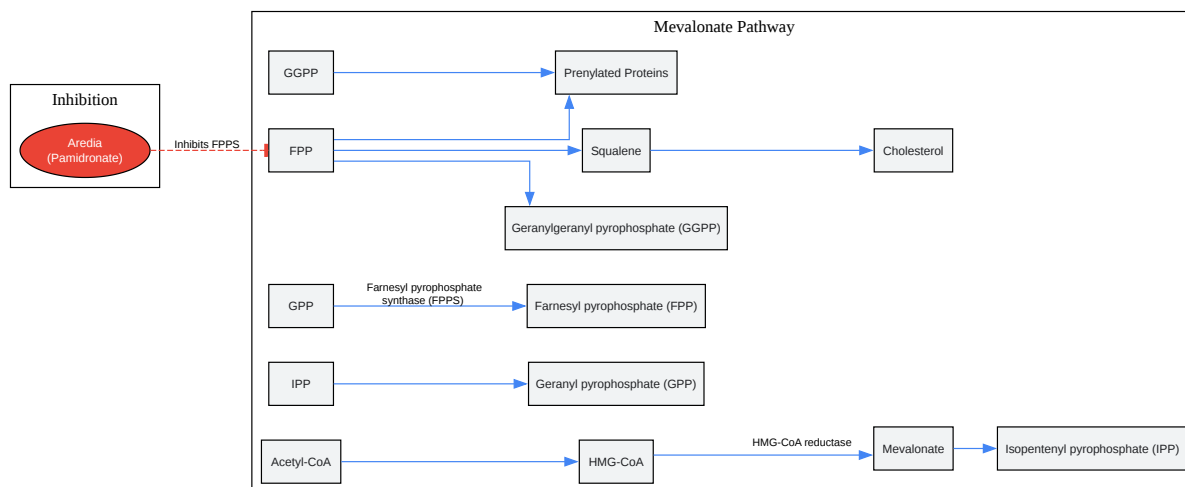 Mevalonate Pathway
GGPP
Prenylated Proteins
Inhibition
Aredia
(Pamidronate)
Inhibits FPPS
FPP
Squalene
Cholesterol
Geranylgeranyl pyrophosphate (GGPP)
GPP
Farnesyl pyrophosphate
synthase (FPPS)
Farnesyl pyrophosphate (FPP)
IPP
Geranyl pyrophosphate (GPP)
Acetyl-CoA
HMG-CoA
HMG-CoA reductase
Mevalonate
Isopentenyl pyrophosphate (IPP)